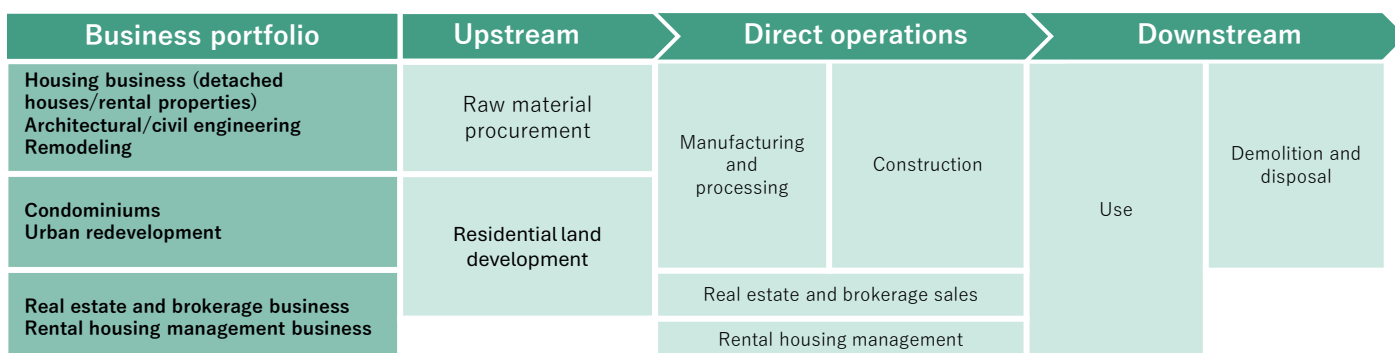 Business portfolio
Upstream
Direct operations
Downstream
Housing business (detached
houses/rental properties)
Architectural/civil engineering
Remodeling
Raw material
procurement
Manufacturing
and
processing
Construction
Use
Demolition and
disposal
Condominiums
Urban redevelopment
Residential land
development
Real estate and brokerage business
Rental housing management business
Real estate and brokerage sales
Rental housing management